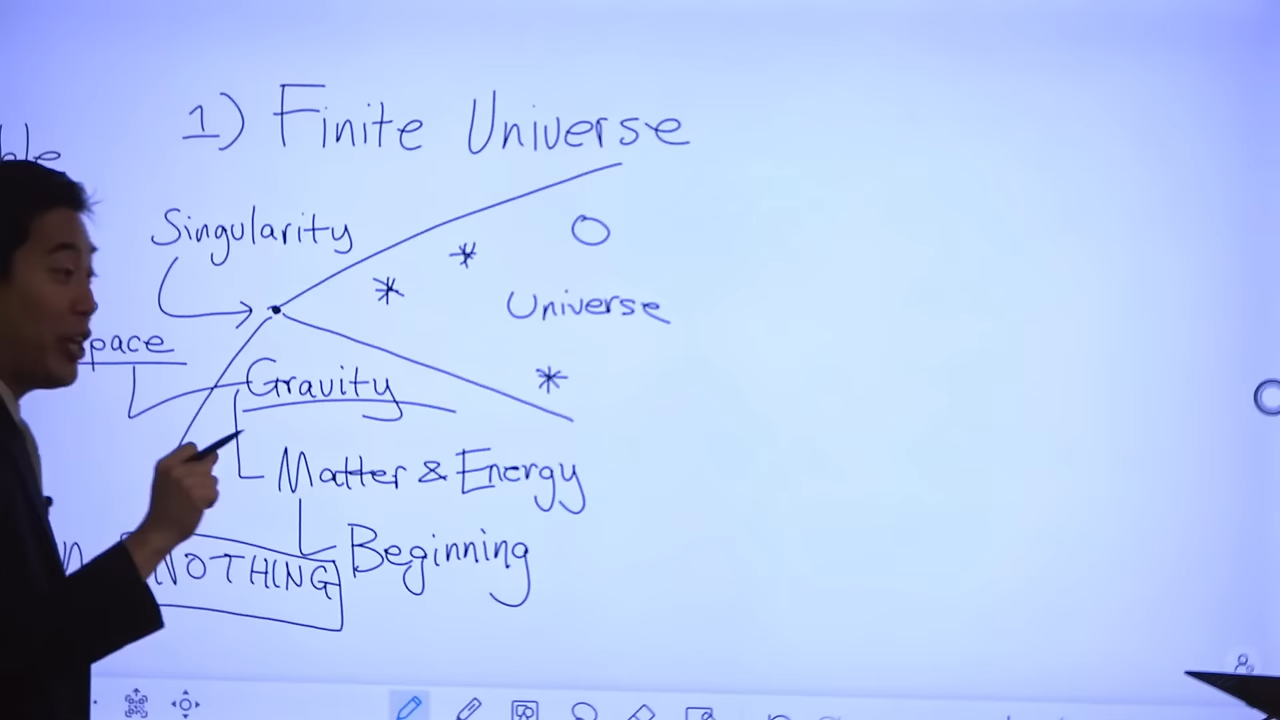 1) Finite Universe
Singularity
Universe
pace
Gravity
Matter & Energy
Beginning
NOTHING